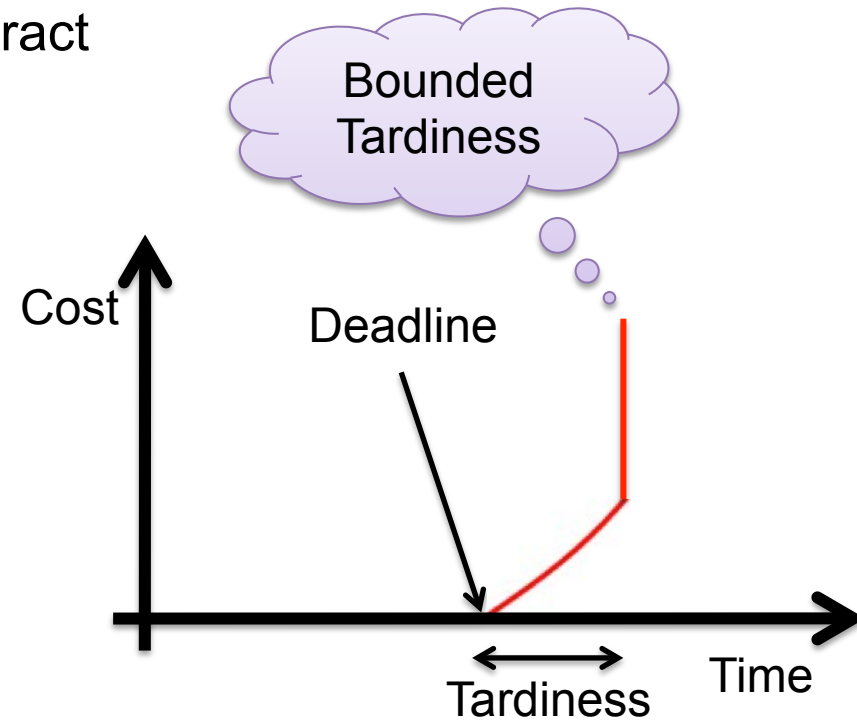 ract
Bounded
Tardiness
Cost
Deadline
Time
Tardiness